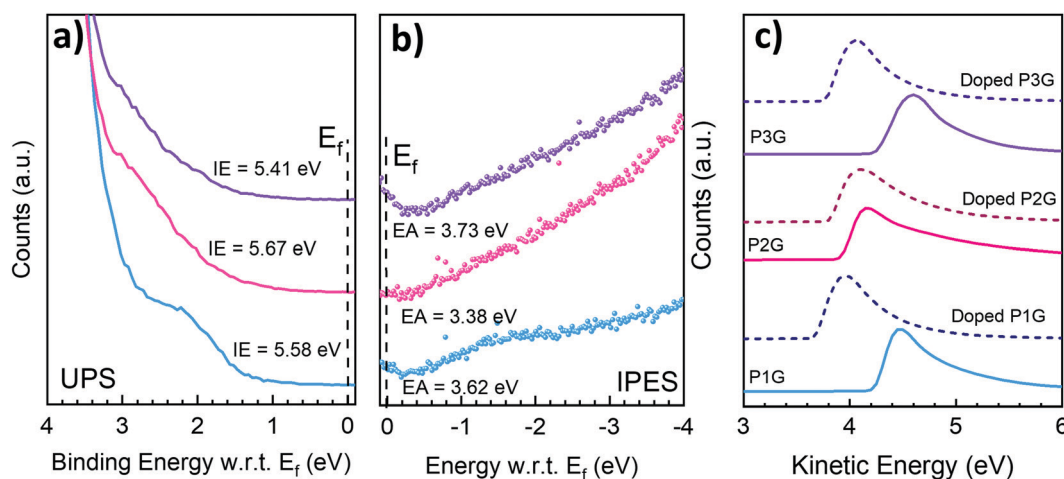 a)
E_f
IE = 5.41 eV
IE = 5.67 eV
IE = 5.58 eV
UPS
Counts (a.u.)
4 3 2 1 0
Binding Energy w.r.t. E_f (eV)
b)
E_f
EA = 3.73 eV
EA = 3.38 eV
EA = 3.62 eV
IPES
0 -1 -2 -3 -4
Energy w.r.t. E_f (eV)
c)
Doped P3G
P3G
Doped P2G
P2G
Doped P1G
P1G
Counts (a.u.)
3 4 5 6
Kinetic Energy (eV)